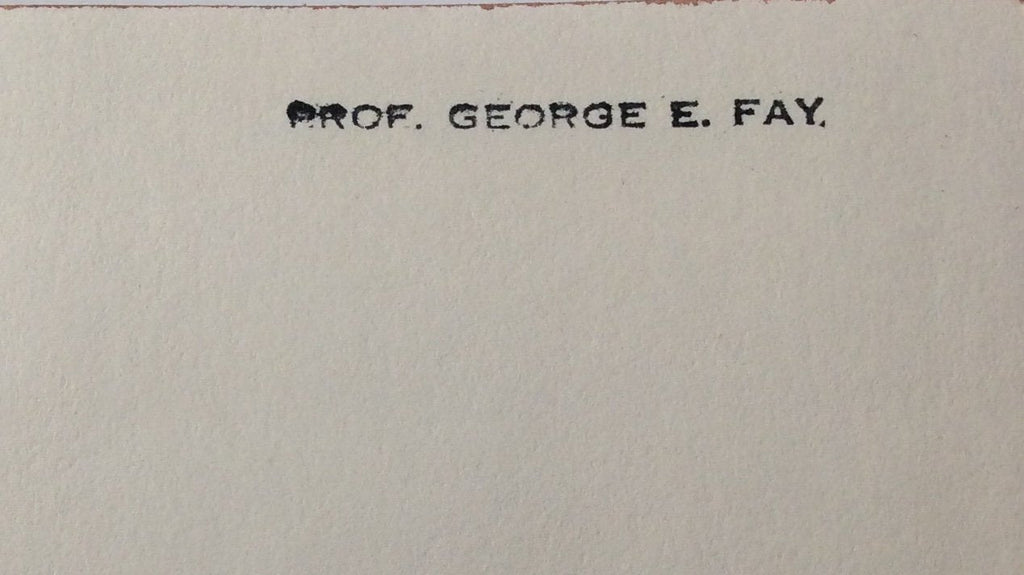 PROF. GEORGE E. FAY.